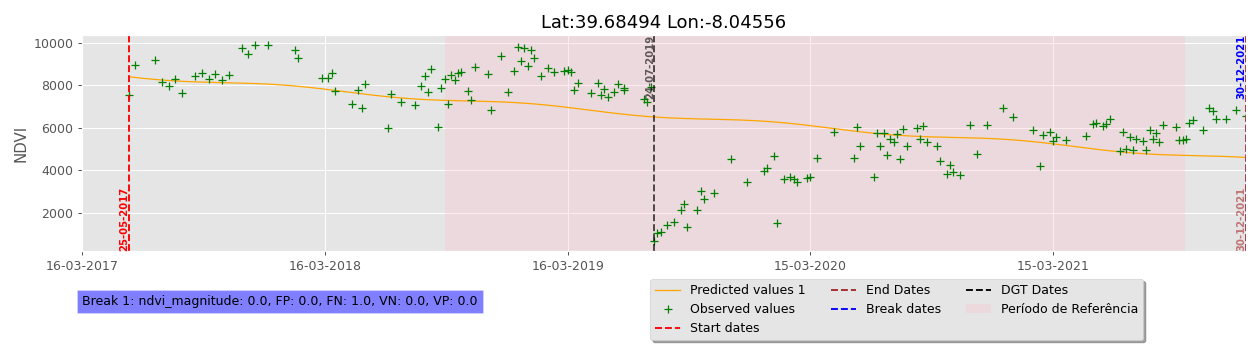 Lat:39.68494 Lon:-8.04556
NDVI
10000
8000
6000
4000
2000
25-05-2017
24-07-2019
30-12-2021
30-12-2021
16-03-2017
16-03-2018
16-03-2019
15-03-2020
15-03-2021
Break 1: ndvi_magnitude: 0.0, FP: 0.0, FN: 1.0, VN: 0.0, VP: 0.0
Predicted values 1
Observed values
Start dates
End Dates
Break dates
DGT Dates
Período de Referência